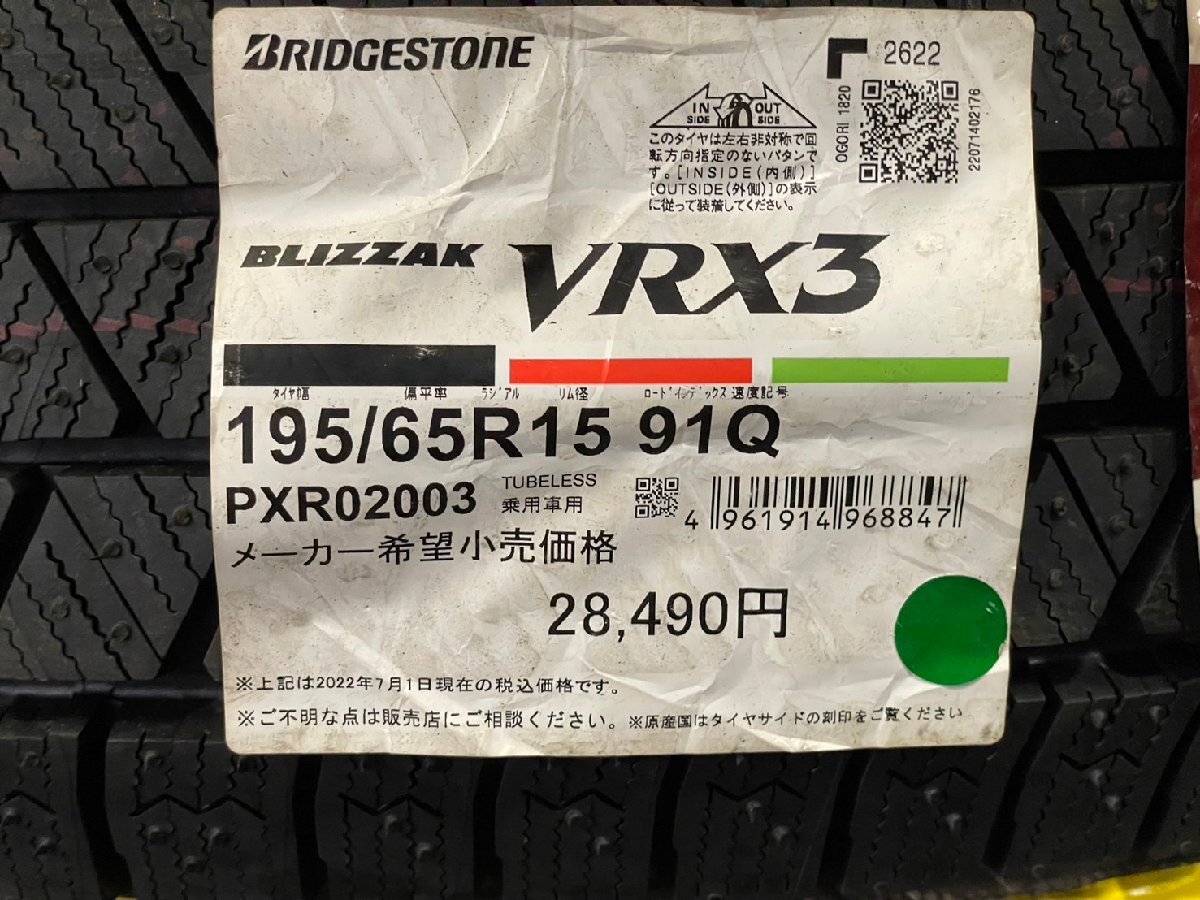 BRIDGESTONE
2622
IN SIDE OUT SIDE
OGORI 1820
22071402176
このタイヤは左右非対称で回
転方向指定のないパタンで
す。[INSIDE(内側)]
[OUTSIDE(外側)]の表示
に従って装着してください。
BLIZZAK VRX3
タイヤ幅 偏平率 ラジアル リム径 ロードインデックス 速度記号
195/65R15 91Q
PXR02003 TUBELESS
乗用車用
4 961914 968847
メーカー希望小売価格
28,490円
※上記は2022年7月1日現在の税込価格です。
※ご不明な点は販売店にご相談ください。※原産国はタイヤサイドの刻印をご覧ください